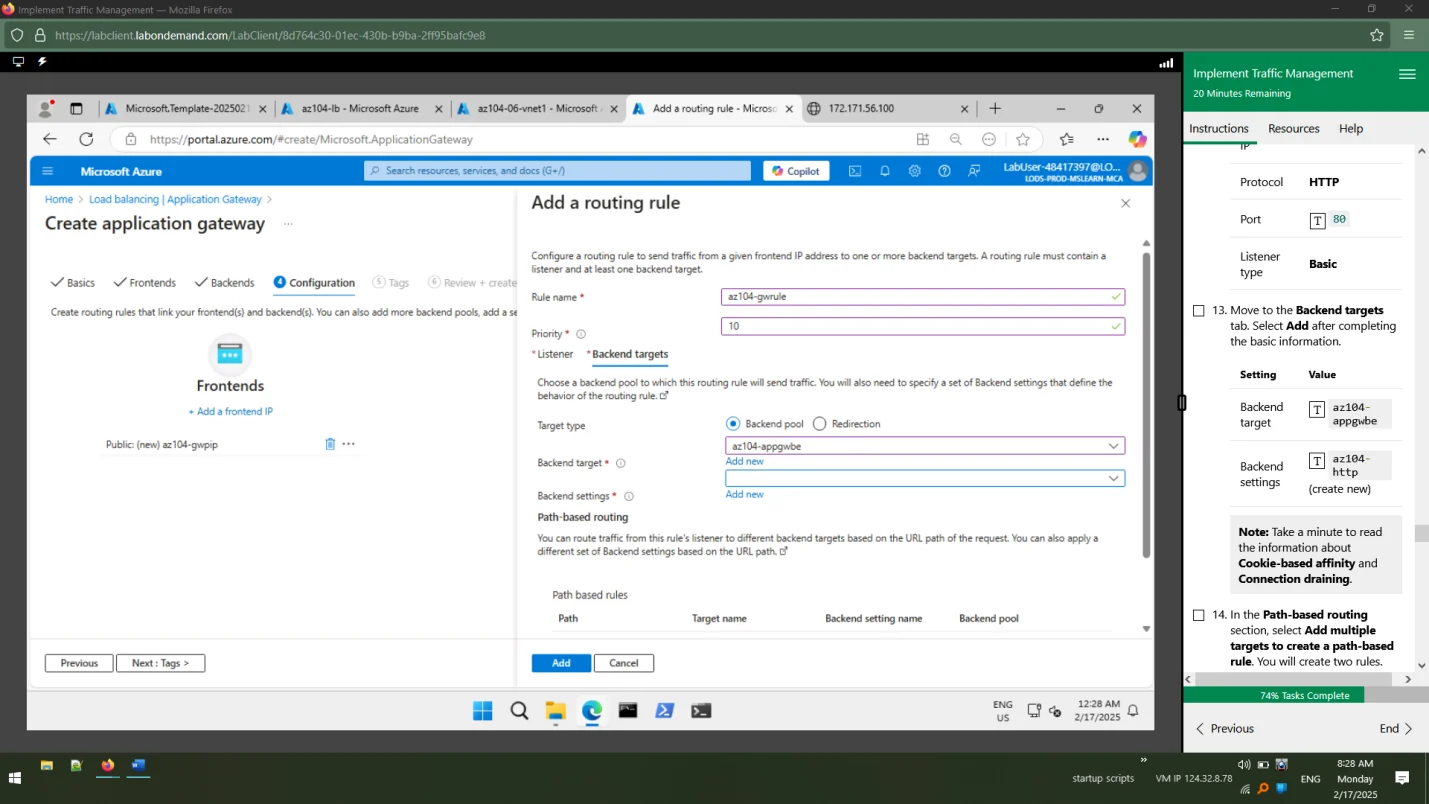 Implement Traffic Management — Mozilla Firefox
https://labclient.labondemand.com/LabClient/8d764c30-01ec-430b-b9ba-2ff95bafc9e8
Microsoft.Template-2025021
az104-lb - Microsoft Azure
az104-06-vnet1 - Microsoft
Add a routing rule - Microso
172.171.56.100
https://portal.azure.com/#create/Microsoft.ApplicationGateway
Microsoft Azure
Search resources, services, and docs (G+/)
Copilot
LabUser-48417397@LO...
LODS-PROD-MSLEARN-MCA
Home > Load balancing | Application Gateway >
Create application gateway ...
Basics
Frontends
Backends
4 Configuration
5 Tags
6 Review + create
Create routing rules that link your frontend(s) and backend(s). You can also add more backend pools, add a se
Frontends
+ Add a frontend IP
Public: (new) az104-gwpip
Previous
Next : Tags >
Add a routing rule
Configure a routing rule to send traffic from a given frontend IP address to one or more backend targets. A routing rule must contain a
listener and at least one backend target.
Rule name *
az104-gwrule
Priority *
10
* Listener
* Backend targets
Choose a backend pool to which this routing rule will send traffic. You will also need to specify a set of Backend settings that define the
behavior of the routing rule.
Target type
Backend pool
Redirection
az104-appgwbe
Backend target *
Add new
Backend settings *
Add new
Path-based routing
You can route traffic from this rule's listener to different backend targets based on the URL path of the request. You can also apply a
different set of Backend settings based on the URL path.
Path based rules
Path
Target name
Backend setting name
Backend pool
Add
Cancel
ENG
US
12:28 AM
2/17/2025
Implement Traffic Management
20 Minutes Remaining
Instructions
Resources
Help
IP
Protocol
HTTP
Port
T 80
Listener
type
Basic
13. Move to the Backend targets
tab. Select Add after completing
the basic information.
Setting
Value
Backend
target
T az104-
appgwbe
Backend
settings
T az104-
http
(create new)
Note: Take a minute to read
the information about
Cookie-based affinity and
Connection draining.
14. In the Path-based routing
section, select Add multiple
targets to create a path-based
rule. You will create two rules.
74% Tasks Complete
Previous
End
startup scripts
VM IP 124.32.8.78
ENG
8:28 AM
Monday
2/17/2025